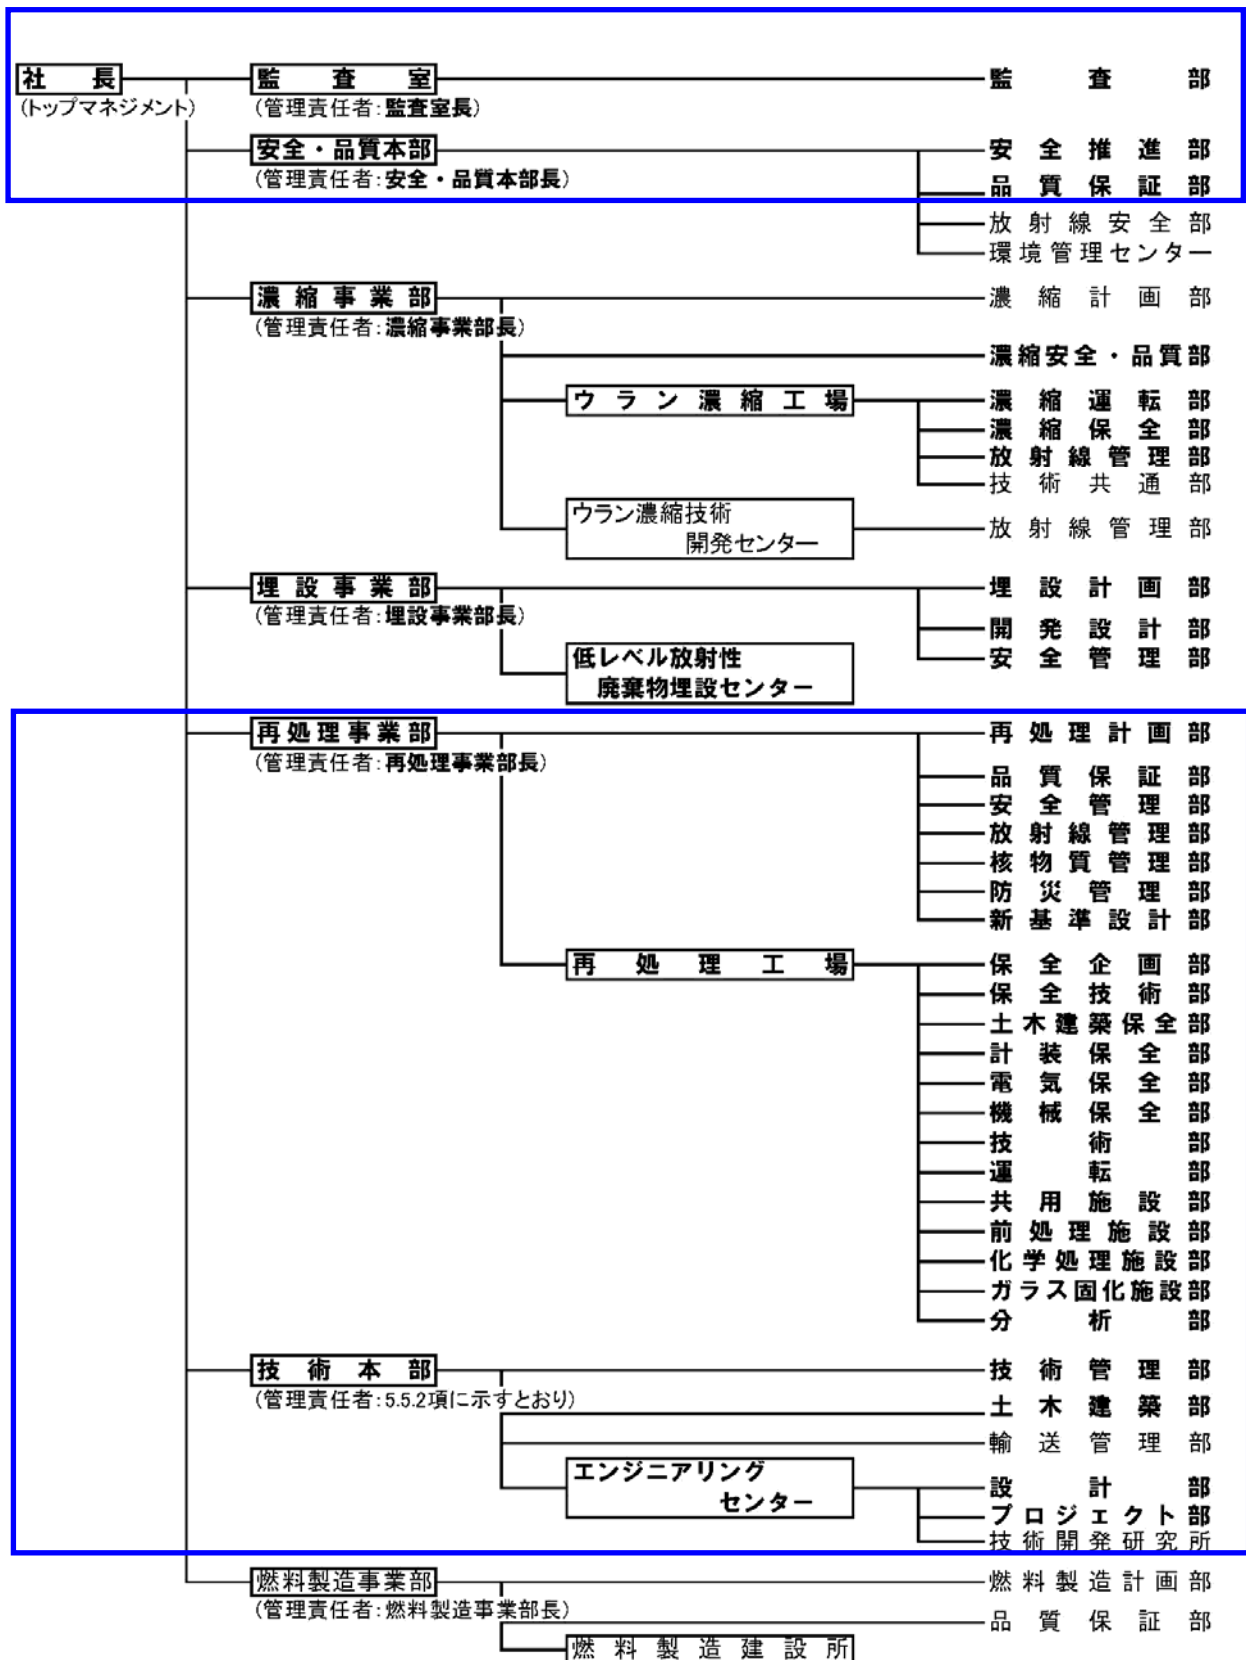 社長 監査室 監査部
(トップマネジメント) (管理責任者:監査室長)
安全・品質本部 安全推進部
(管理責任者:安全・品質本部長) 品質保証部
放射線安全部
環境管理センター
濃縮事業部 濃縮計画部
(管理責任者:濃縮事業部長)
濃縮安全・品質部
ウラン濃縮工場 濃縮運転部
濃縮保全部
放射線管理部
技術共通部
ウラン濃縮技術
開発センター 放射線管理部
埋設事業部 埋設計画部
(管理責任者:埋設事業部長) 開発設計部
低レベル放射性 安全管理部
廃棄物埋設センター
再処理事業部 再処理計画部
(管理責任者:再処理事業部長)
品質保証部
安全管理部
放射線管理部
核物質管理部
防災管理部
新基準設計部
再処理工場 保全企画部
保全技術部
土木建築保全部
計装保全部
電気保全部
機械保全部
技術部
運転部
共用施設部
前処理施設部
化学処理施設部
ガラス固化施設部
分析部
技術本部 技術管理部
(管理責任者:5.5.2項に示すとおり)
土木建築部
輸送管理部
エンジニアリング
センター 設計部
プロジェクト部
技術開発研究所
燃料製造事業部 燃料製造計画部
(管理責任者:燃料製造事業部長)
品質保証部
燃料製造建設所